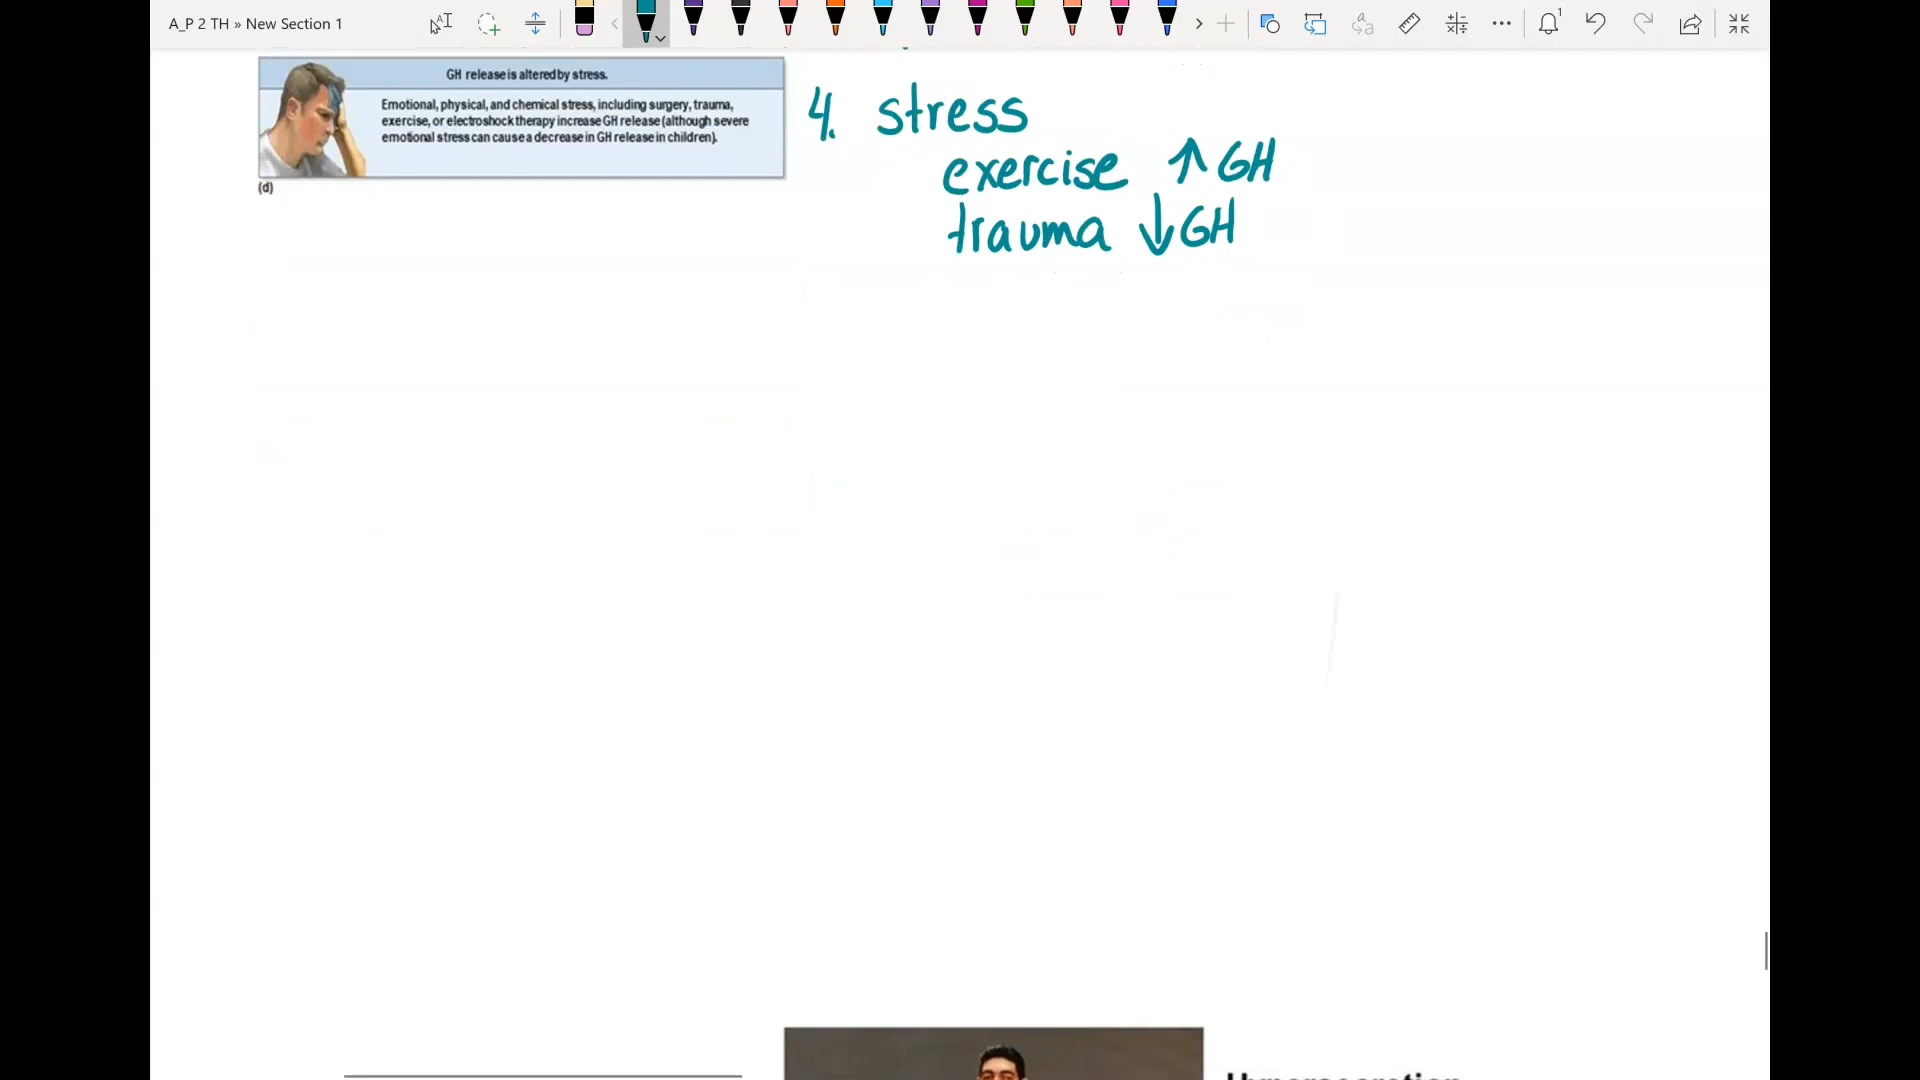 A_P 2 TH » New Section 1
1
GH release is altered by stress.
Emotional, physical, and chemical stress, including surgery, trauma,
exercise, or electroshock therapy increase GH release (although severe
emotional stress can cause a decrease in GH release in children).
(d)
4. stress
exercise ↑ GH
trauma ↓ GH